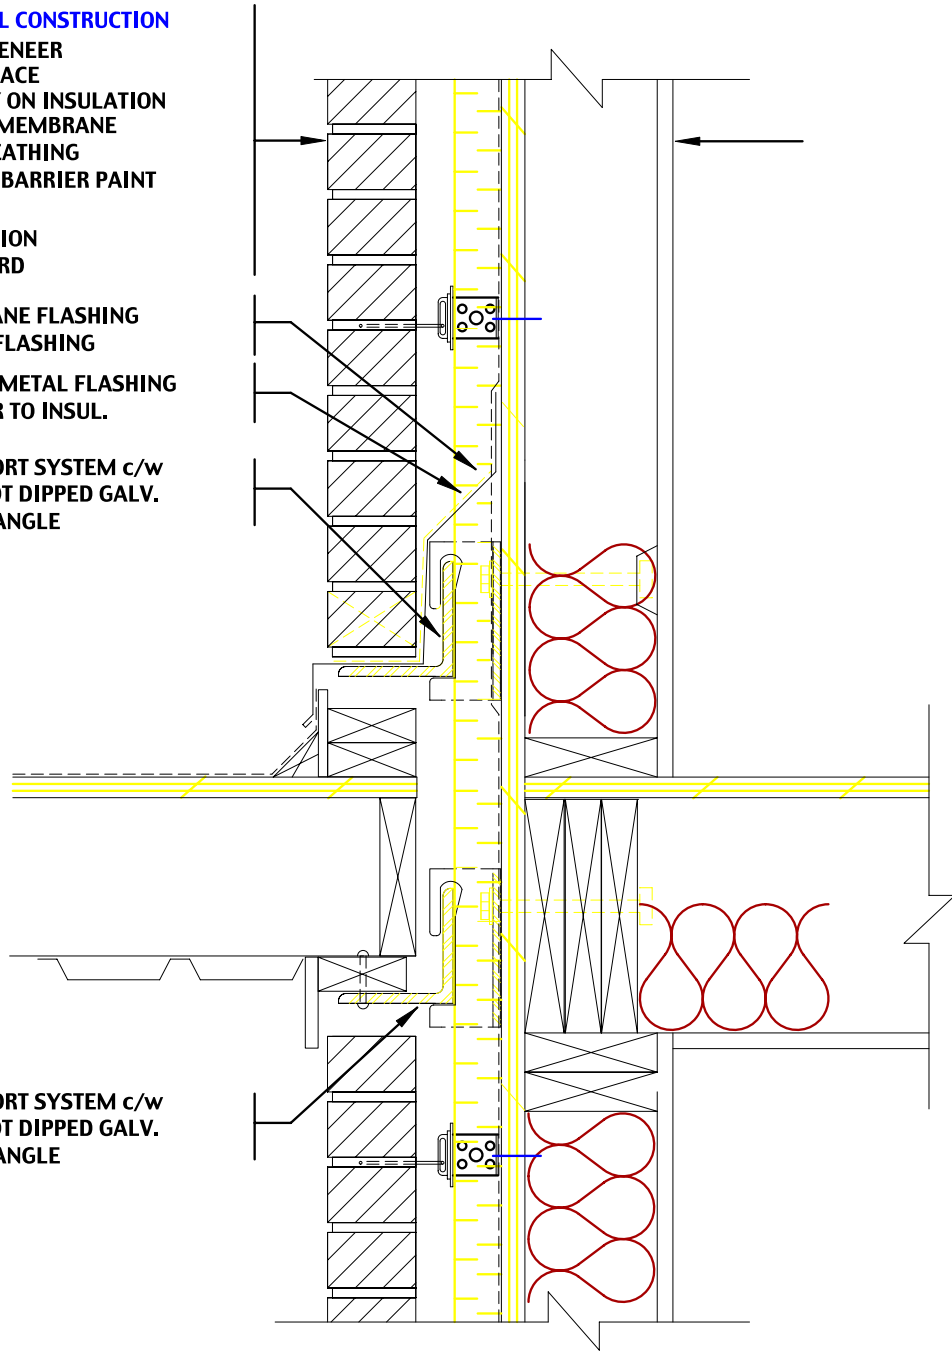 L CONSTRUCTION
ENEER
ACE
ON INSULATION
MEMBRANE
EATHING
BARRIER PAINT
ION
RD
ANE FLASHING
FLASHING
METAL FLASHING
R TO INSUL.
ORT SYSTEM c/w
OT DIPPED GALV.
ANGLE
ORT SYSTEM c/w
OT DIPPED GALV.
ANGLE